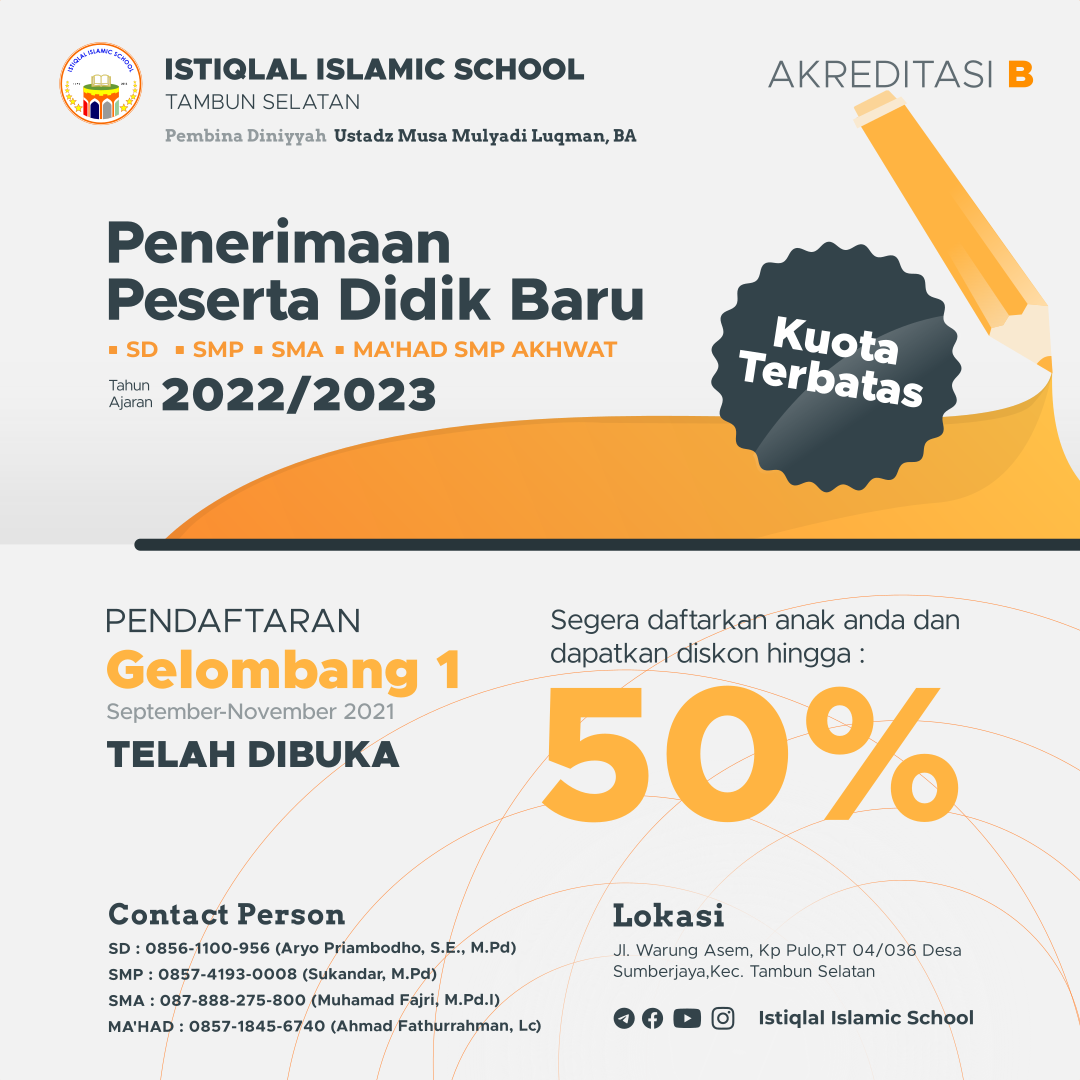 ISTIQLAL ISLAMIC SCHOOL
ISTIQLAL ISLAMIC SCHOOL
TAMBUN SELATAN
Pembina Diniyyah Ustadz Musa Mulyadi Luqman, BA
AKREDITASI B
Penerimaan
Peserta Didik Baru
SD SMP SMA MA'HAD SMP AKHWAT
Tahun
Ajaran 2022/2023
Kuota
Terbatas
PENDAFTARAN
Gelombang 1
September-November 2021
TELAH DIBUKA
Segera daftarkan anak anda dan
dapatkan diskon hingga :
50%
Contact Person
SD : 0856-1100-956 (Aryo Priambodho, S.E., M.Pd)
SMP : 0857-4193-0008 (Sukandar, M.Pd)
SMA : 087-888-275-800 (Muhamad Fajri, M.Pd.I)
MA'HAD : 0857-1845-6740 (Ahmad Fathurrahman, Lc)
Lokasi
Jl. Warung Asem, Kp Pulo,RT 04/036 Desa
Sumberjaya,Kec. Tambun Selatan
Istiqlal Islamic School